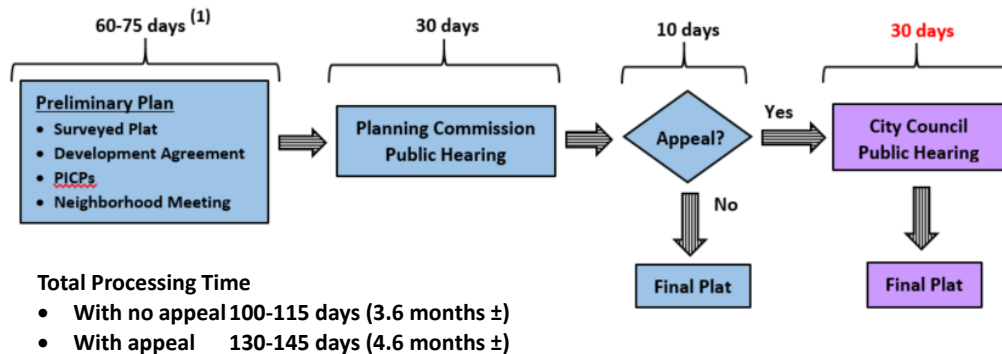 60-75 days (1)
30 days
10 days
30 days
Preliminary Plan
• Surveyed Plat
• Development Agreement
• PICPs
• Neighborhood Meeting
Planning Commission
Public Hearing
Appeal?
Yes
City Council
Public Hearing
No
Final Plat
Final Plat
Total Processing Time
• With no appeal 100-115 days (3.6 months ±)
• With appeal 130-145 days (4.6 months ±)